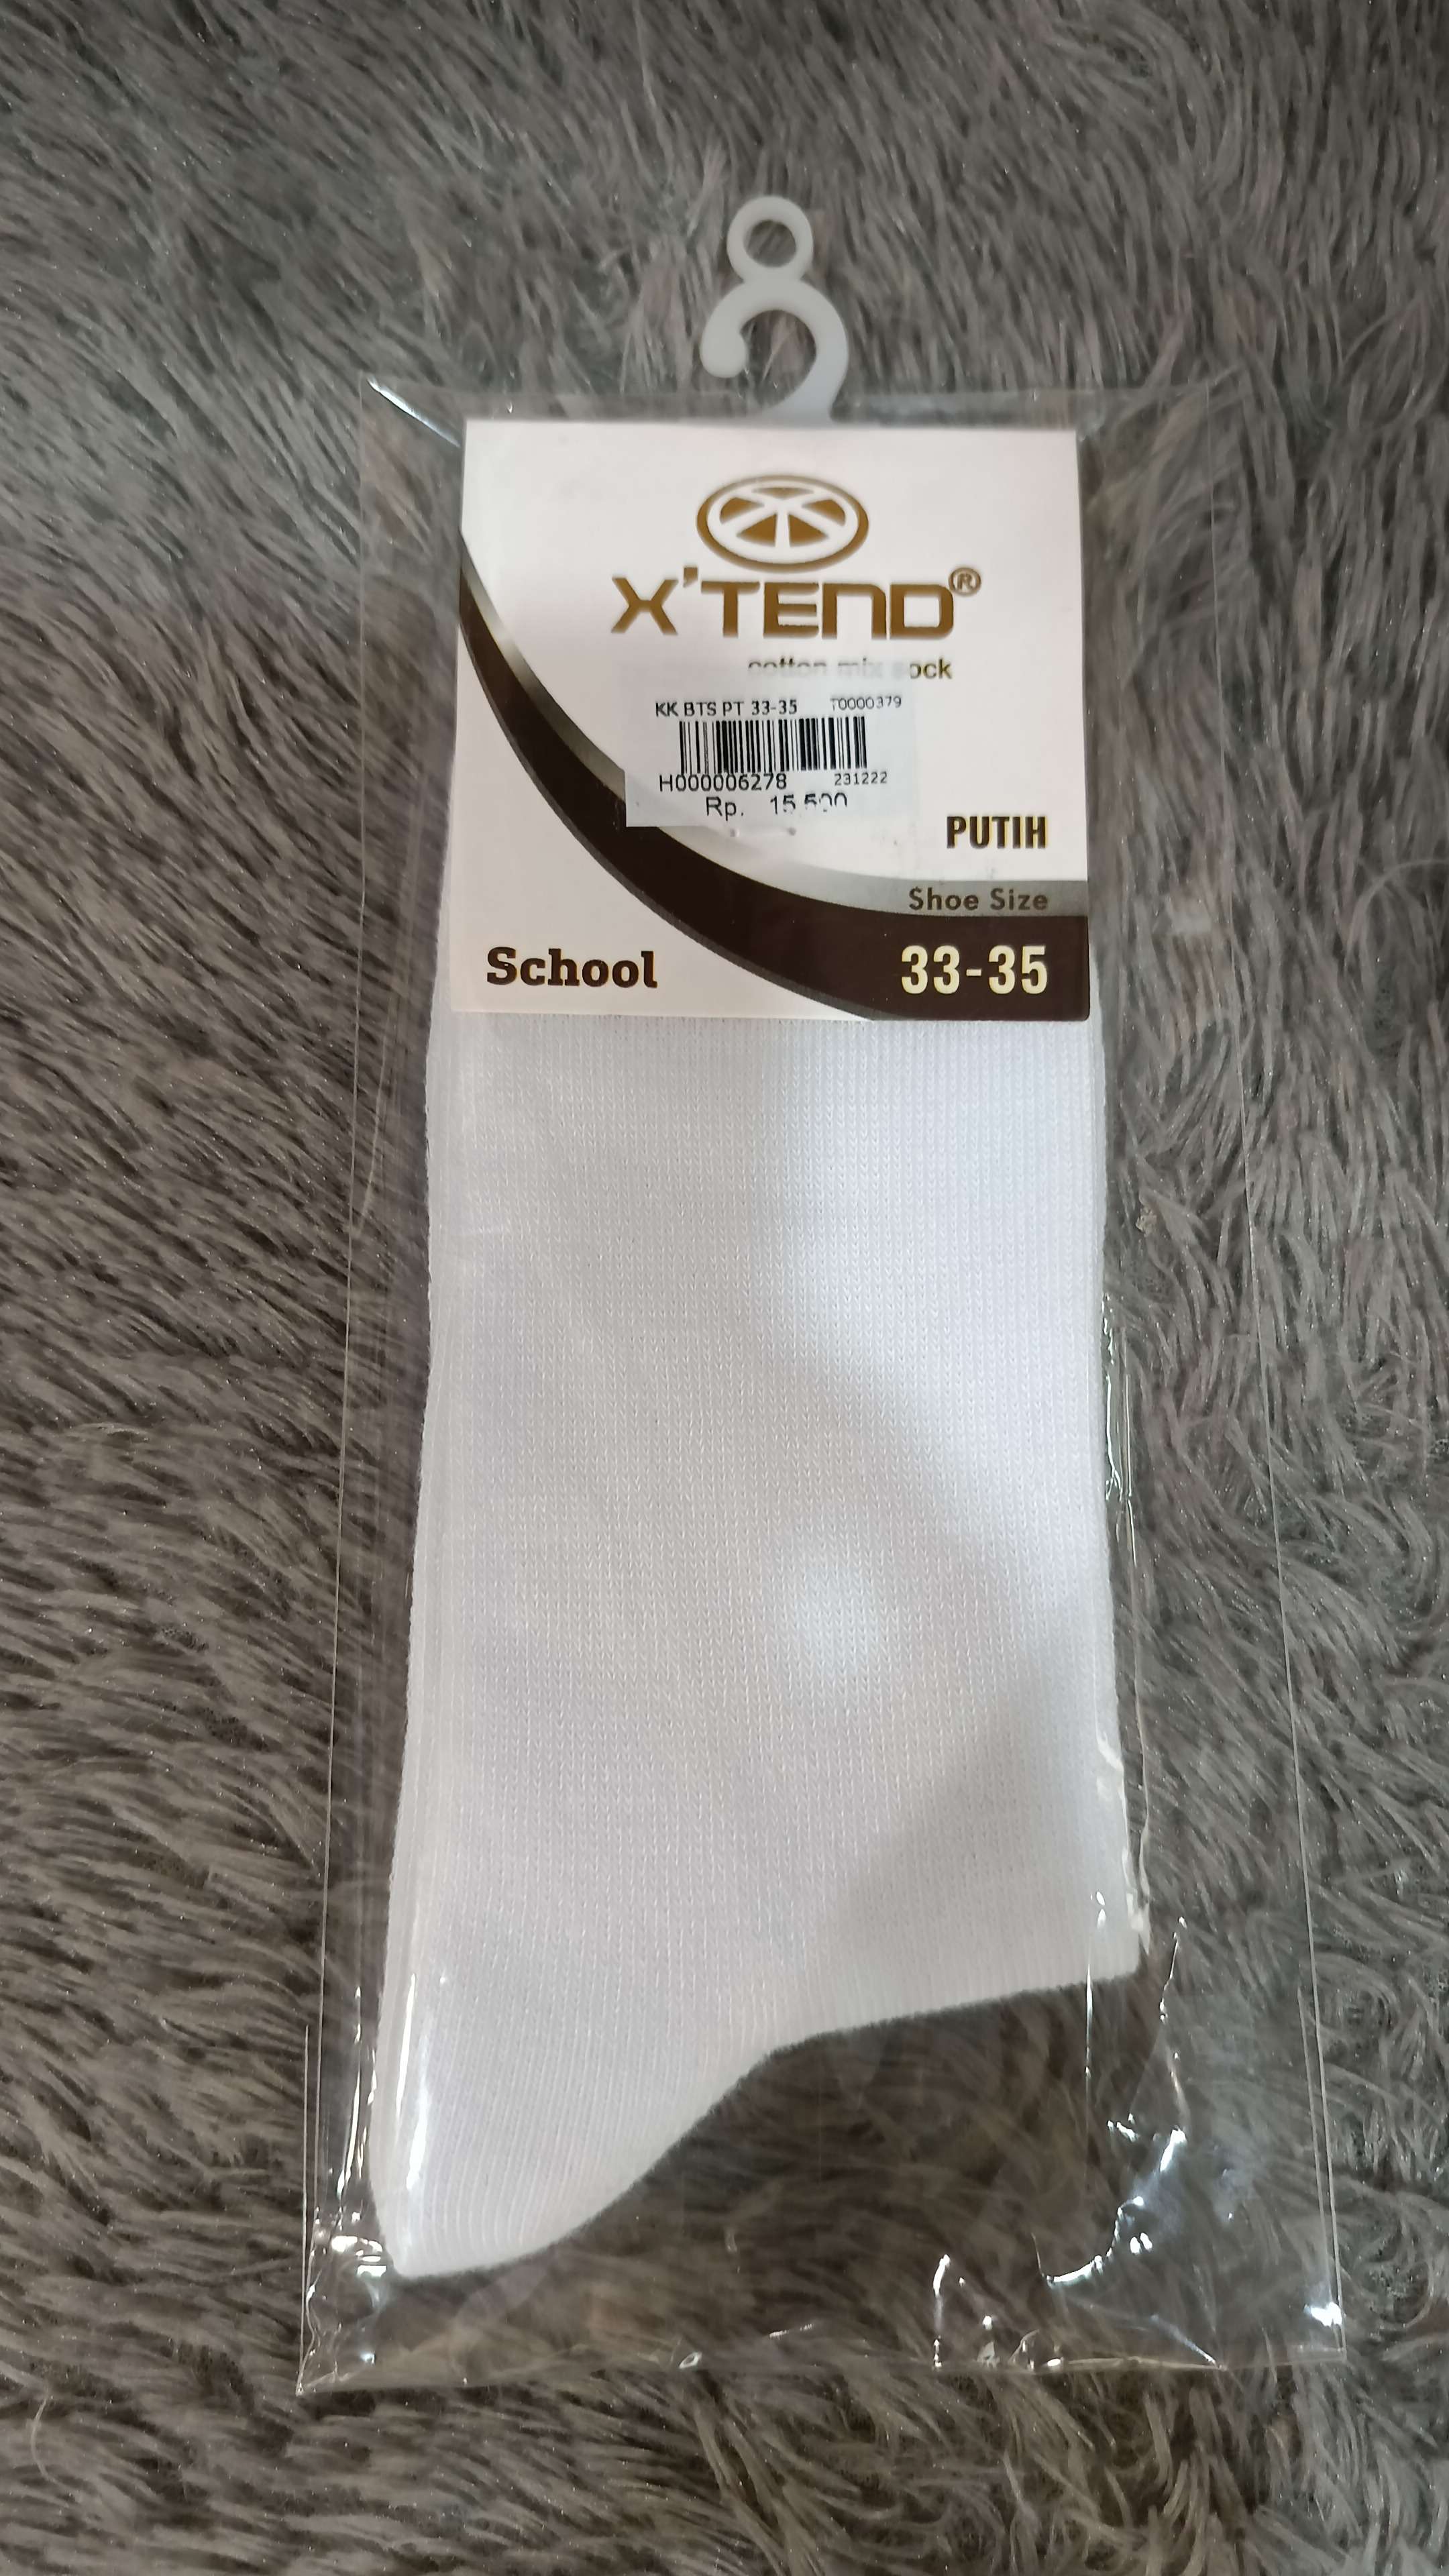 X'TEND®
cotton mix sock
KK BTS PT 33-35 T0000379
H000006278 231222
Rp. 15.500
PUTIH
Shoe Size
School 33-35